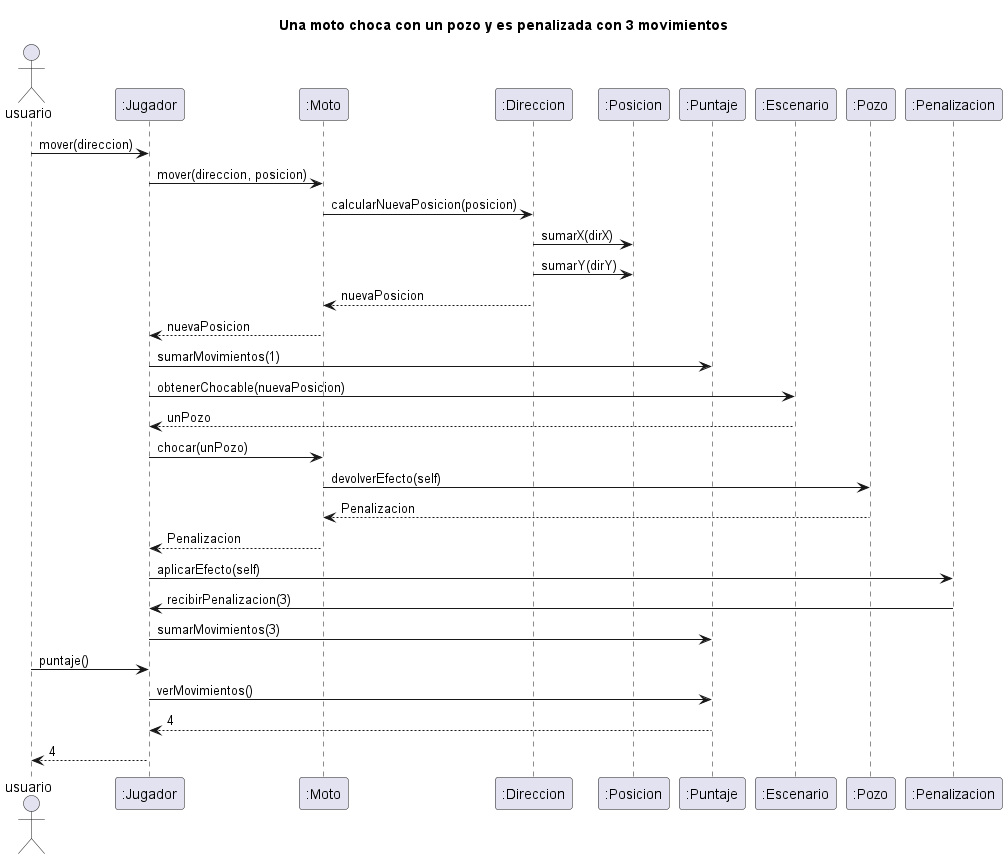 Una moto choca con un pozo y es penalizada con 3 movimientos
usuario
:Jugador
:Moto
:Direccion
:Posicion
:Puntaje
:Escenario
:Pozo
:Penalizacion
mover(direccion)
mover(direccion, posicion)
calcularNuevaPosicion(posicion)
sumarX(dirX)
sumarY(dirY)
nuevaPosicion
nuevaPosicion
sumarMovimientos(1)
obtenerChocable(nuevaPosicion)
unPozo
chocar(unPozo)
devolverEfecto(self)
Penalizacion
Penalizacion
aplicarEfecto(self)
recibirPenalizacion(3)
sumarMovimientos(3)
puntaje()
verMovimientos()
4
4
usuario
:Jugador
:Moto
:Direccion
:Posicion
:Puntaje
:Escenario
:Pozo
:Penalizacion